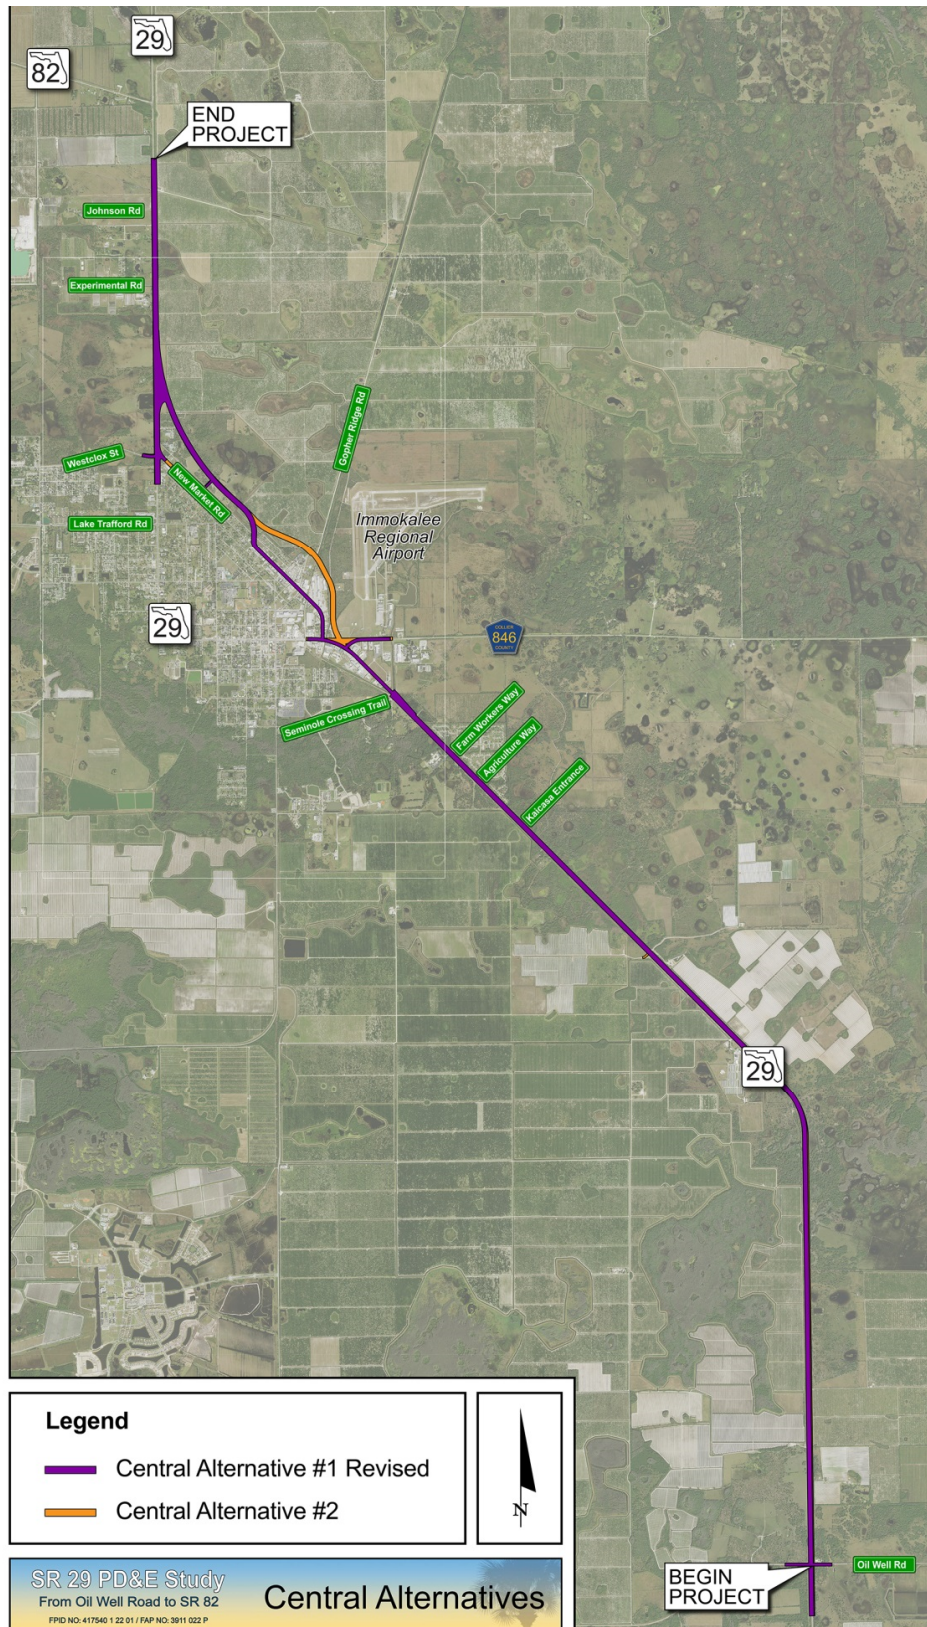 29
82
END
PROJECT
Johnson Rd
Experimental Rd
Gopher Ridge Rd
Westclox St
New Market Rd
Lake Trafford Rd
Immokalee
Regional
Airport
29
COLLIER
846
COUNTY
Seminole Crossing Trail
Farm Workers Way
Agriculture Way
Kaicasa Entrance
29
Legend
Central Alternative #1 Revised
Central Alternative #2
N
SR 29 PD&E Study
From Oil Well Road to SR 82
FPID NO: 417540 1 22 01 / FAP NO: 3911 022 P
Central Alternatives
BEGIN
PROJECT
Oil Well Rd